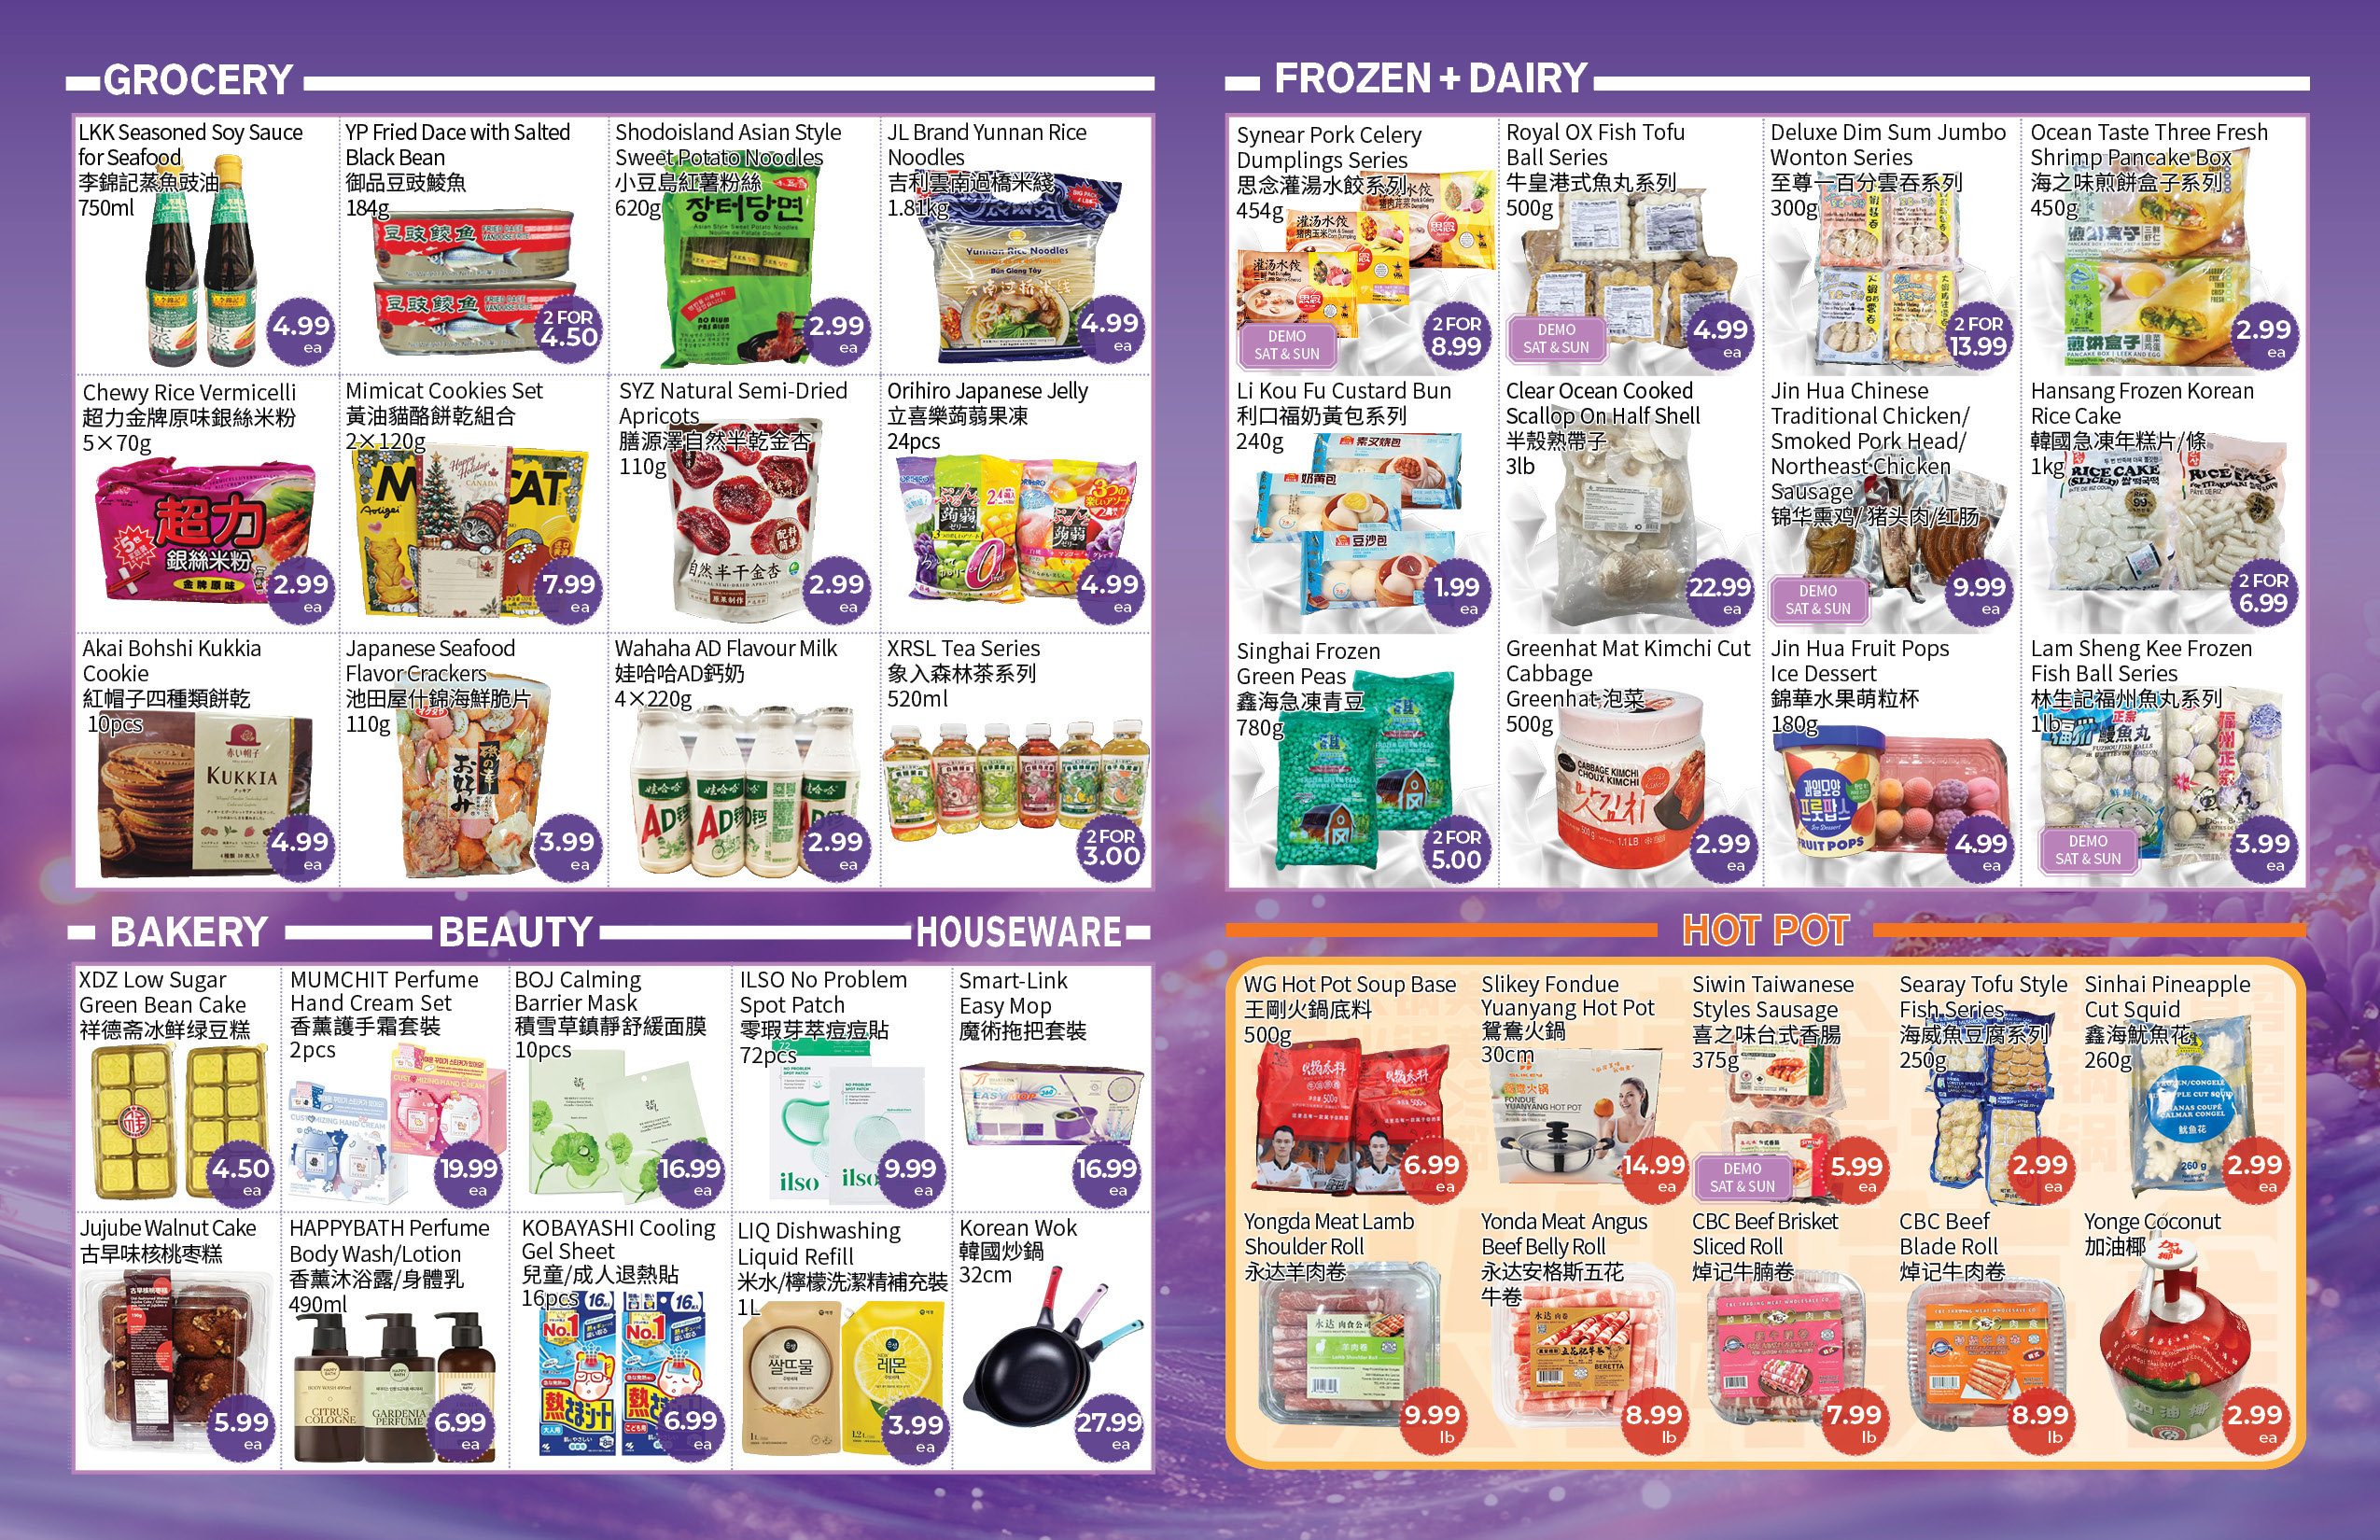 GROCERY
LKK Seasoned Soy Sauce
for Seafood
李錦記蒸魚豉油
750ml
4.99
ea
YP Fried Dace with Salted
Black Bean
御品豆豉鯪魚
184g
2 FOR
4.50
Shodoisland Asian Style
Sweet Potato Noodles
小豆島紅薯粉絲
620g
2.99
ea
JL Brand Yunnan Rice
Noodles
吉利雲南過橋米綫
1.81kg
4.99
ea
Chewy Rice Vermicelli
超力金牌原味銀絲米粉
5×70g
2.99
ea
Mimicat Cookies Set
黃油貓酪餅乾組合
2×120g
7.99
ea
SYZ Natural Semi-Dried
Apricots
膳源澤自然半乾金杏
110g
2.99
ea
Orihiro Japanese Jelly
立喜樂蒟蒻果凍
24pcs
4.99
ea
Akai Bohshi Kukkia
Cookie
紅帽子四種類餅乾
10pcs
4.99
ea
Japanese Seafood
Flavor Crackers
池田屋什錦海鮮脆片
110g
3.99
ea
Wahaha AD Flavour Milk
娃哈哈AD鈣奶
4×220g
2.99
ea
XRSL Tea Series
象入森林茶系列
520ml
2 FOR
3.00
FROZEN + DAIRY
Synear Pork Celery
Dumplings Series
思念灌湯水餃系列
454g
DEMO
SAT & SUN
2 FOR
8.99
Royal OX Fish Tofu
Ball Series
牛皇港式魚丸系列
500g
DEMO
SAT & SUN
4.99
ea
Deluxe Dim Sum Jumbo
Wonton Series
至尊一百分雲吞系列
300g
2 FOR
13.99
Ocean Taste Three Fresh
Shrimp Pancake Box
海之味煎餅盒子系列
450g
2.99
ea
Li Kou Fu Custard Bun
利口福奶黃包系列
240g
1.99
ea
Clear Ocean Cooked
Scallop On Half Shell
半殼熟帶子
3lb
22.99
ea
Jin Hua Chinese
Traditional Chicken/
Smoked Pork Head/
Northeast Chicken
Sausage
锦华熏鸡/猪头肉/红肠
DEMO
SAT & SUN
9.99
ea
Hansang Frozen Korean
Rice Cake
韓國急凍年糕片/條
1kg
2 FOR
6.99
Singhai Frozen
Green Peas
鑫海急凍青豆
780g
2 FOR
5.00
Greenhat Mat Kimchi Cut
Cabbage
Greenhat 泡菜
500g
2.99
ea
Jin Hua Fruit Pops
Ice Dessert
錦華水果萌粒杯
180g
4.99
ea
Lam Sheng Kee Frozen
Fish Ball Series
林生記福州魚丸系列
1lb
DEMO
SAT & SUN
3.99
ea
BAKERY
BEAUTY
HOUSEWARE
XDZ Low Sugar
Green Bean Cake
祥德斋冰鲜绿豆糕
4.50
ea
MUMCHIT Perfume
Hand Cream Set
香薰護手霜套裝
2pcs
19.99
ea
BOJ Calming
Barrier Mask
積雪草鎮靜舒緩面膜
10pcs
16.99
ea
ILSO No Problem
Spot Patch
零瑕芽萃痘痘貼
72pcs
9.99
ea
Smart-Link
Easy Mop
魔術拖把套裝
16.99
ea
Jujube Walnut Cake
古早味核桃枣糕
5.99
ea
HAPPYBATH Perfume
Body Wash/Lotion
香薰沐浴露/身體乳
490ml
6.99
ea
KOBAYASHI Cooling
Gel Sheet
兒童/成人退熱貼
16pcs
6.99
ea
LIQ Dishwashing
Liquid Refill
米水/檸檬洗潔精補充裝
1L
3.99
ea
Korean Wok
韓國炒鍋
32cm
27.99
ea
HOT POT
WG Hot Pot Soup Base
王剛火鍋底料
500g
6.99
ea
Slikey Fondue
Yuanyang Hot Pot
鴛鴦火鍋
30cm
14.99
ea
Siwin Taiwanese
Styles Sausage
喜之味台式香腸
375g
DEMO
SAT & SUN
5.99
ea
Searay Tofu Style
Fish Series
海威魚豆腐系列
250g
2.99
ea
Sinhai Pineapple
Cut Squid
鑫海魷魚花
260g
2.99
ea
Yongda Meat Lamb
Shoulder Roll
永达羊肉卷
9.99
lb
Yonda Meat Angus
Beef Belly Roll
永达安格斯五花
牛卷
8.99
lb
CBC Beef Brisket
Sliced Roll
焯记牛腩卷
7.99
lb
CBC Beef
Blade Roll
焯记牛肉卷
8.99
lb
Yonge Coconut
加油椰
2.99
ea